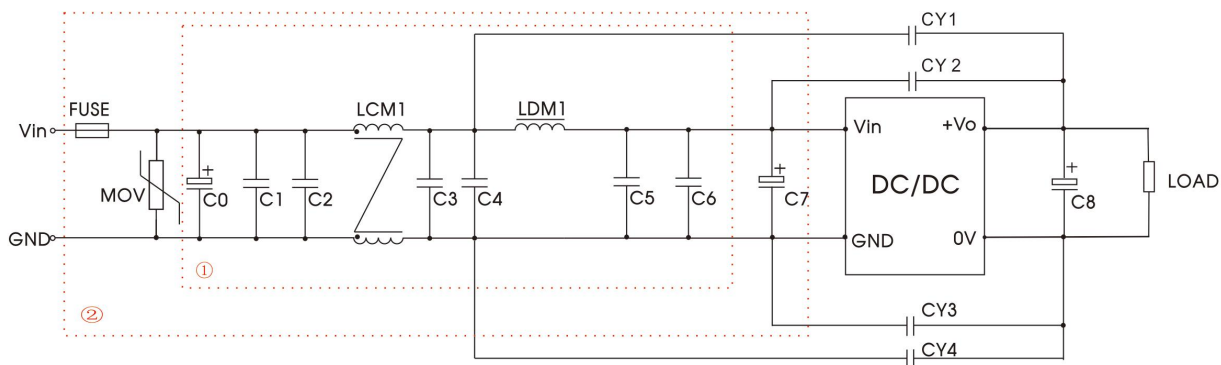 CY1
CY 2
FUSE
LCM1
LDM1
Vin
Vin
+Vo
MOV
C0
C1
C2
C3
C4
C5
C6
C7
DC/DC
C8
LOAD
GND
GND
0V
①
②
CY3
CY4
+
+
+